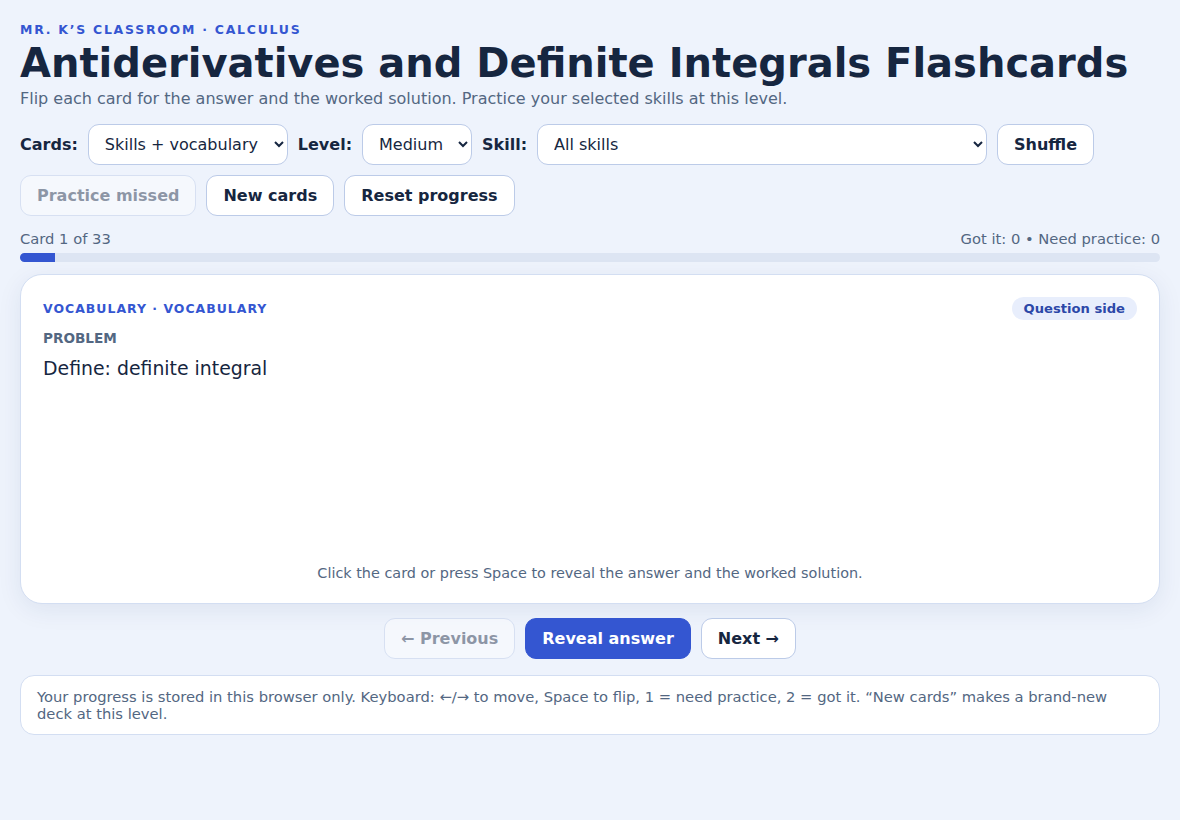 MR. K’S CLASSROOM · CALCULUS
Antiderivatives and Definite Integrals Flashcards
Flip each card for the answer and the worked solution. Practice your selected skills at this level.
Cards: Skills + vocabulary Level: Medium Skill: All skills Shuffle
Practice missed New cards Reset progress
Card 1 of 33 Got it: 0 • Need practice: 0
VOCABULARY · VOCABULARY Question side
PROBLEM
Define: definite integral
Click the card or press Space to reveal the answer and the worked solution.
← Previous Reveal answer Next →
Your progress is stored in this browser only. Keyboard: ←/→ to move, Space to flip, 1 = need practice, 2 = got it. “New cards” makes a brand-new
deck at this level.